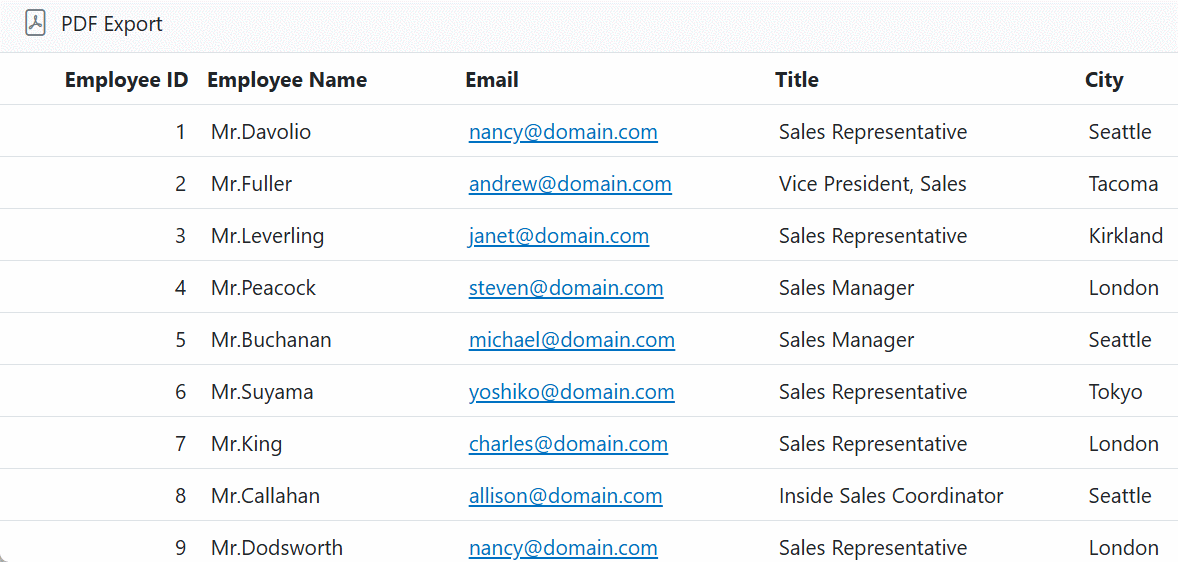 PDF Export
Employee ID Employee Name Email Title City
1 Mr.Davolio nancy@domain.com Sales Representative Seattle
2 Mr.Fuller andrew@domain.com Vice President, Sales Tacoma
3 Mr.Leverling janet@domain.com Sales Representative Kirkland
4 Mr.Peacock steven@domain.com Sales Manager London
5 Mr.Buchanan michael@domain.com Sales Manager Seattle
6 Mr.Suyama yoshiko@domain.com Sales Representative Tokyo
7 Mr.King charles@domain.com Sales Representative London
8 Mr.Callahan allison@domain.com Inside Sales Coordinator Seattle
9 Mr.Dodsworth nancy@domain.com Sales Representative London